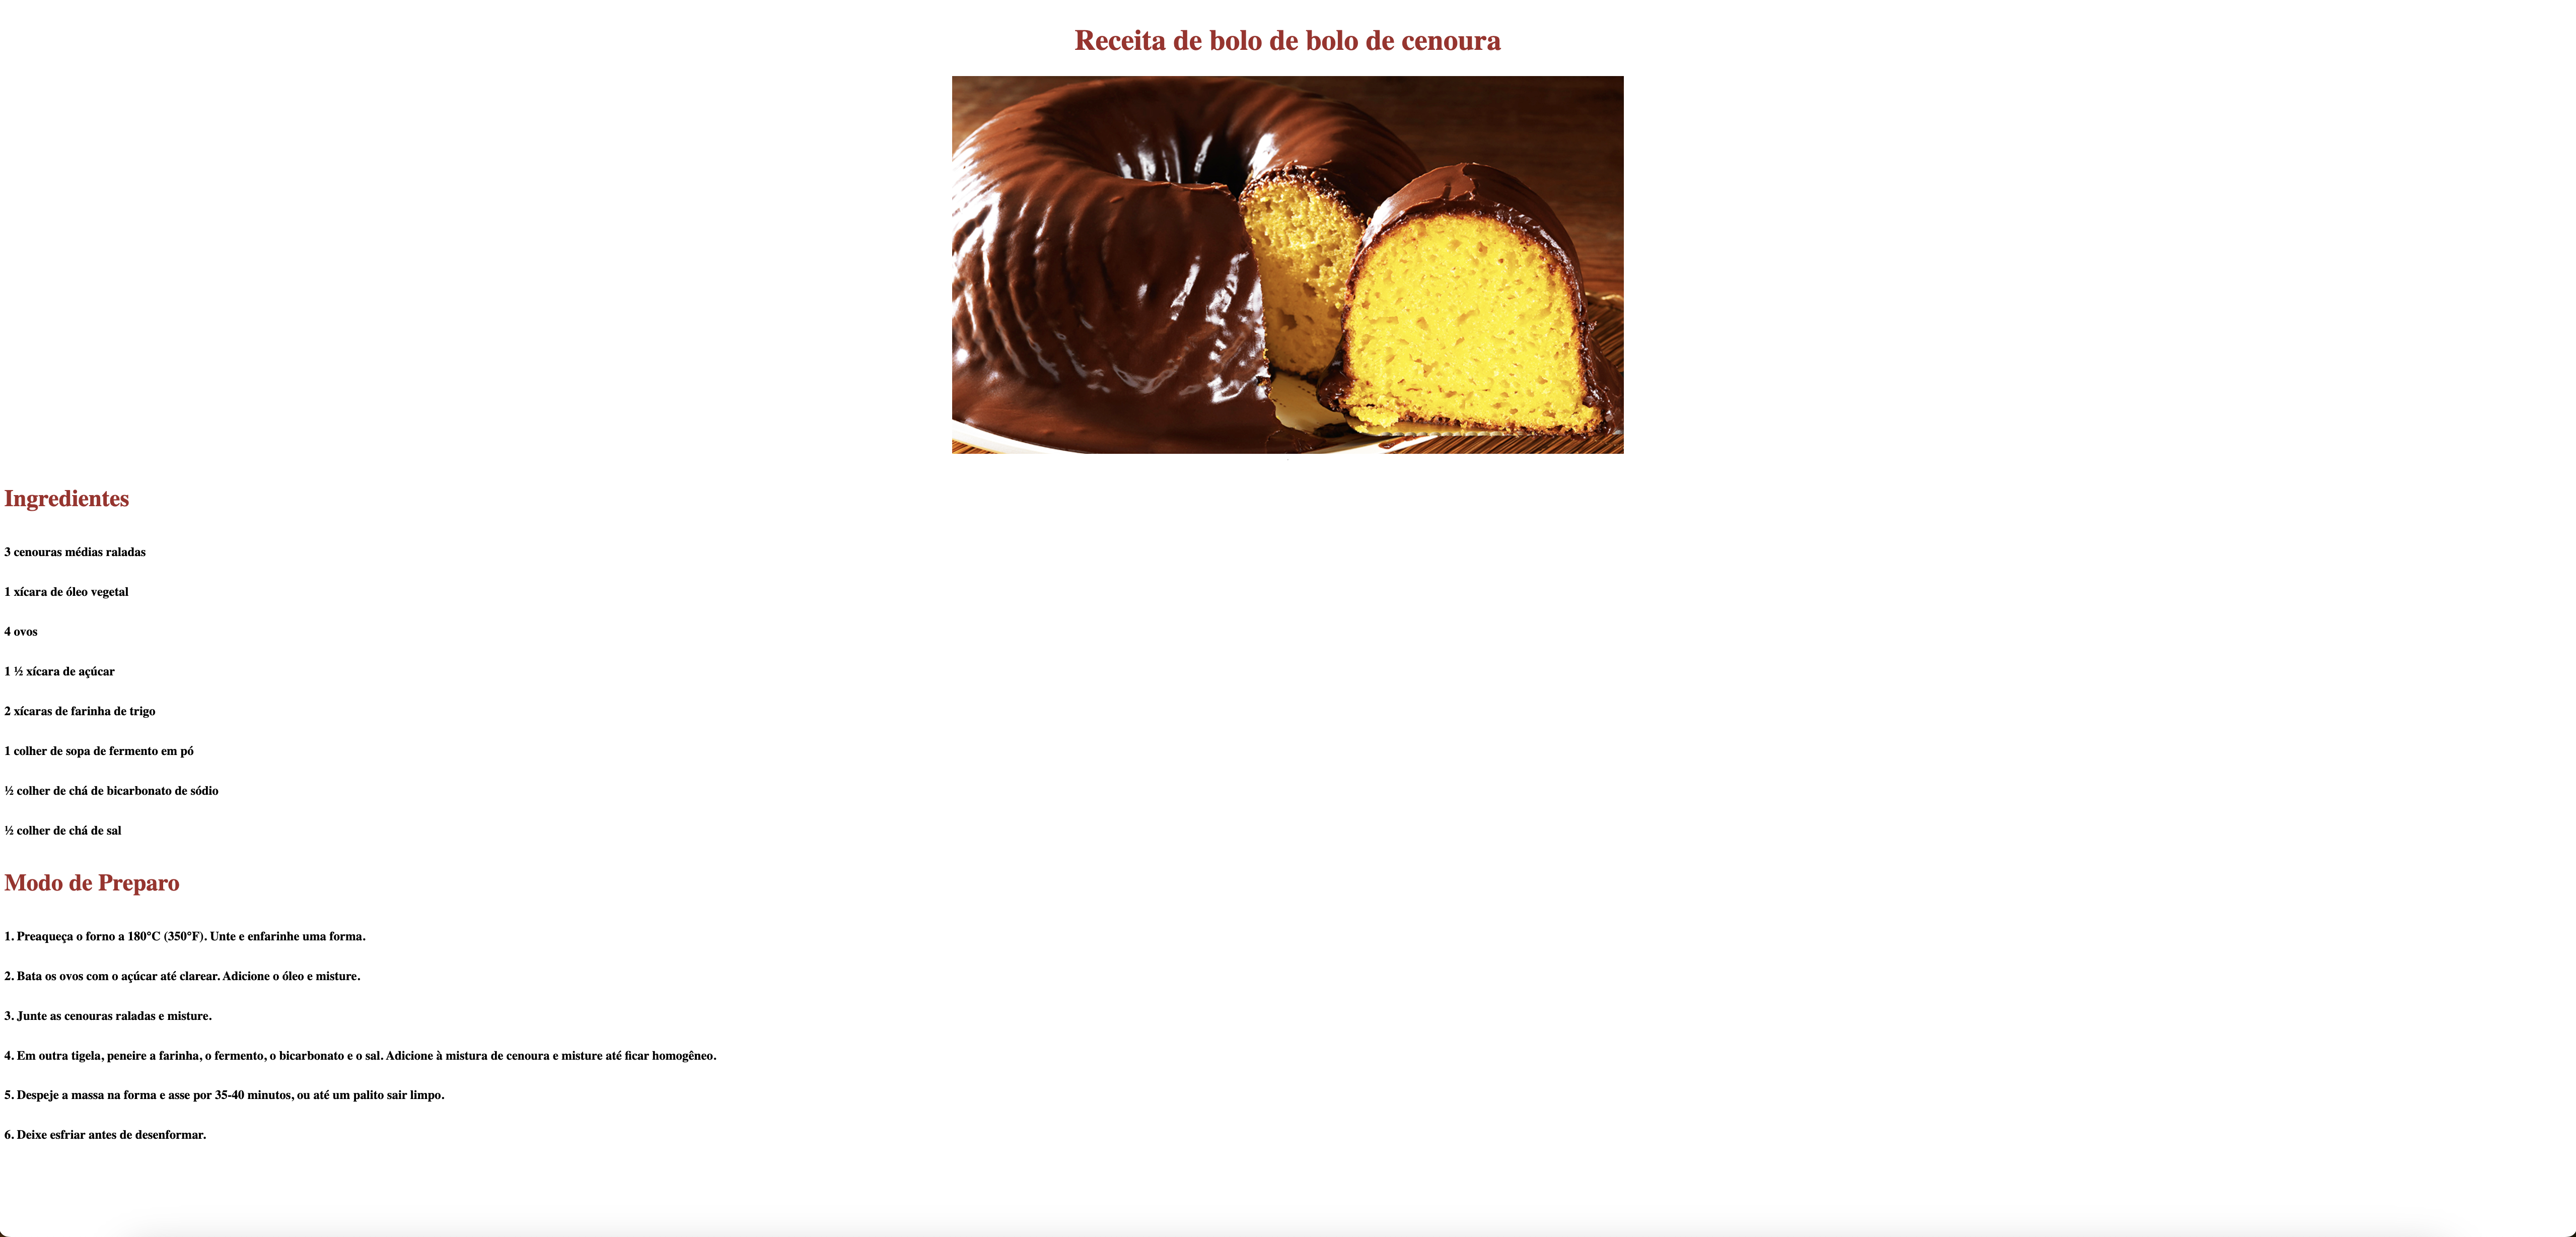 Receita de bolo de bolo de cenoura
Ingredientes
3 cenouras médias raladas
1 xícara de óleo vegetal
4 ovos
1 ½ xícara de açúcar
2 xícaras de farinha de trigo
1 colher de sopa de fermento em pó
½ colher de chá de bicarbonato de sódio
½ colher de chá de sal
Modo de Preparo
1. Preaqueça o forno a 180°C (350°F). Unte e enfarinhe uma forma.
2. Bata os ovos com o açúcar até clarear. Adicione o óleo e misture.
3. Junte as cenouras raladas e misture.
4. Em outra tigela, peneire a farinha, o fermento, o bicarbonato e o sal. Adicione à mistura de cenoura e misture até ficar homogêneo.
5. Despeje a massa na forma e asse por 35-40 minutos, ou até um palito sair limpo.
6. Deixe esfriar antes de desenformar.